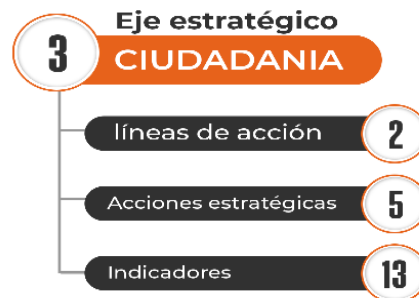 Eje estratégico
3
CIUDADANIA
líneas de acción
2
Acciones estratégicas
5
Indicadores
13